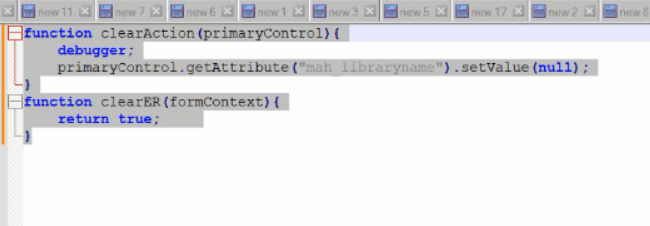 new 11 new 7 new 6 new 1 new 3 new 5 new 17 new 2 new 8
function clearAction(primaryControl){
debugger;
primaryControl.getAttribute("mah_libraryname").setValue(null);
}
function clearER(formContext){
return true;
}